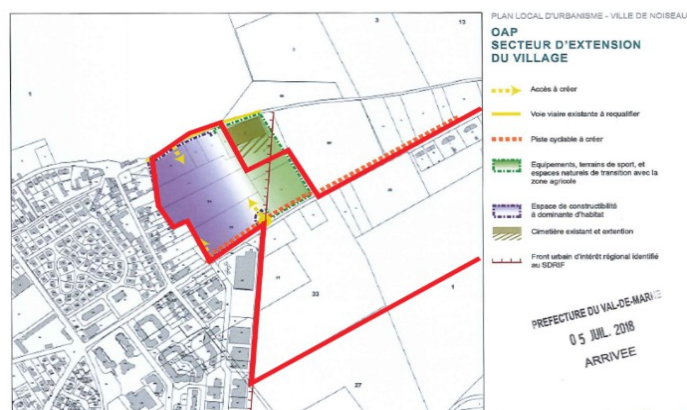 PLAN LOCAL D'URBANISME - VILLE DE NOISEAU
OAP
SECTEUR D'EXTENSION
DU VILLAGE
Accès à créer
Voie viaire existante à requalifier
Piste cyclable à créer
Equipements, terrains de sport, et
espaces naturels de transition avec la
zone agricole
Espace de constructibilité
à dominante d'habitat
Cimetière existant et extention
Front urbain d'intérêt régional identifié
au SDRIF
PREFECTURE DU VAL-DE-MARNE
05 JUIL. 2018
ARRIVEE
1
3
13
33
1
27